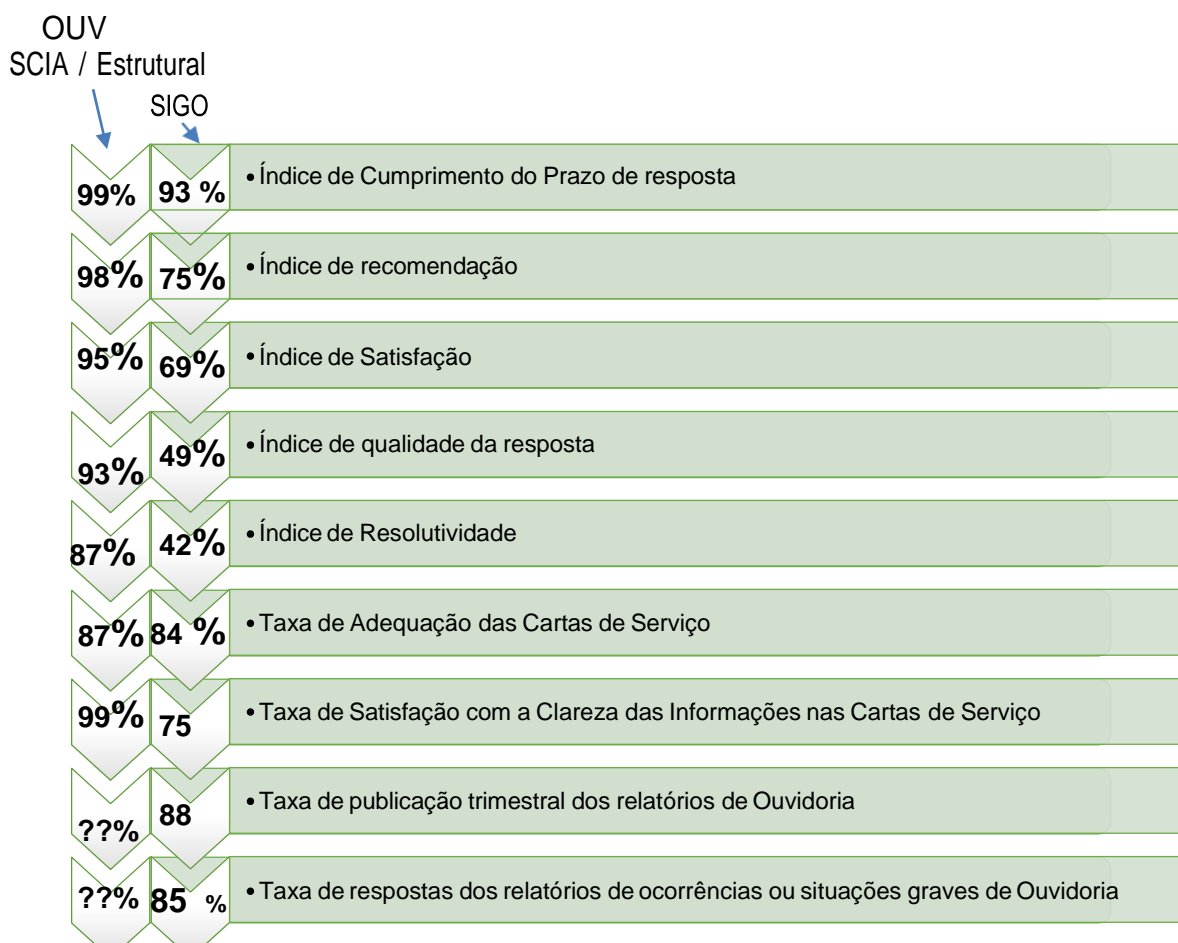 OUV
SCIA / Estrutural
SIGO
99% 93 % • Índice de Cumprimento do Prazo de resposta
98% 75% • Índice de recomendação
95% 69% • Índice de Satisfação
93% 49% • Índice de qualidade da resposta
87% 42% • Índice de Resolutividade
87% 84 % • Taxa de Adequação das Cartas de Serviço
99% 75 • Taxa de Satisfação com a Clareza das Informações nas Cartas de Serviço
??% 88 • Taxa de publicação trimestral dos relatórios de Ouvidoria
??% 85 % • Taxa de respostas dos relatórios de ocorrências ou situações graves de Ouvidoria